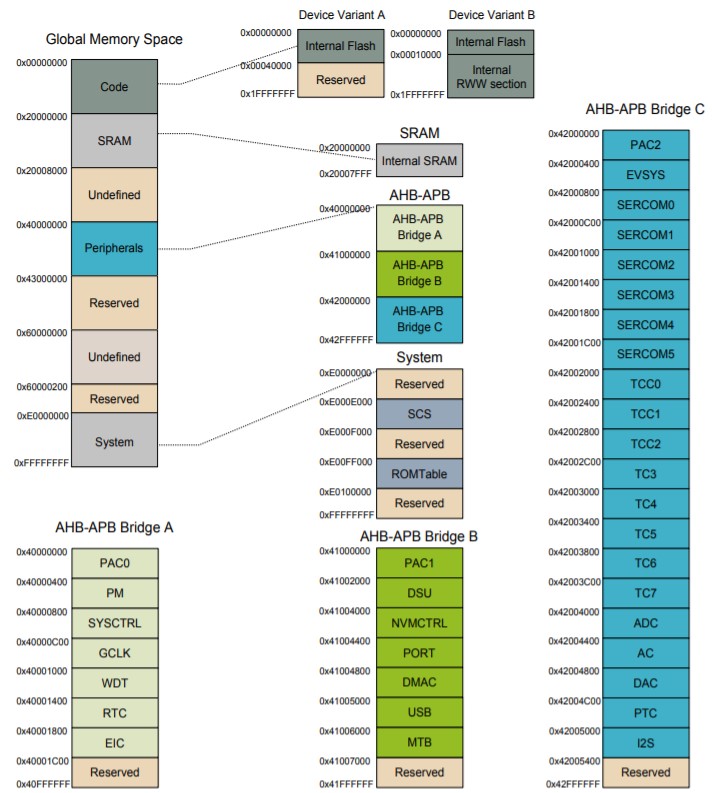 Global Memory Space
0x00000000
Code
0x20000000
SRAM
0x20008000
Undefined
0x40000000
Peripherals
0x43000000
Reserved
0x60000000
Undefined
0x60000200
Reserved
0xE0000000
System
0xFFFFFFFF
Device Variant A
0x00000000
Internal Flash
0x00040000
Reserved
0x1FFFFFFF
Device Variant B
0x00000000
Internal Flash
0x00010000
Internal
RWW section
0x1FFFFFFF
SRAM
0x20000000
Internal SRAM
0x20007FFF
AHB-APB
0x40000000
AHB-APB
Bridge A
0x41000000
AHB-APB
Bridge B
0x42000000
AHB-APB
Bridge C
0x42FFFFFF
System
0xE0000000
Reserved
0xE000E000
SCS
0xE000F000
Reserved
0xE00FF000
ROMTable
0xE0100000
Reserved
0xFFFFFFFF
AHB-APB Bridge A
0x40000000
PAC0
0x40000400
PM
0x40000800
SYSCTRL
0x40000C00
GCLK
0x40001000
WDT
0x40001400
RTC
0x40001800
EIC
0x40001C00
Reserved
0x40FFFFFF
AHB-APB Bridge B
0x41000000
PAC1
0x41002000
DSU
0x41004000
NVMCTRL
0x41004400
PORT
0x41004800
DMAC
0x41005000
USB
0x41006000
MTB
0x41007000
Reserved
0x41FFFFFF
AHB-APB Bridge C
0x42000000
PAC2
0x42000400
EVSYS
0x42000800
SERCOM0
0x42000C00
SERCOM1
0x42001000
SERCOM2
0x42001400
SERCOM3
0x42001800
SERCOM4
0x42001C00
SERCOM5
0x42002000
TCC0
0x42002400
TCC1
0x42002800
TCC2
0x42002C00
TC3
0x42003000
TC4
0x42003400
TC5
0x42003800
TC6
0x42003C00
TC7
0x42004000
ADC
0x42004400
AC
0x42004800
DAC
0x42004C00
PTC
0x42005000
I2S
0x42005400
Reserved
0x42FFFFFF